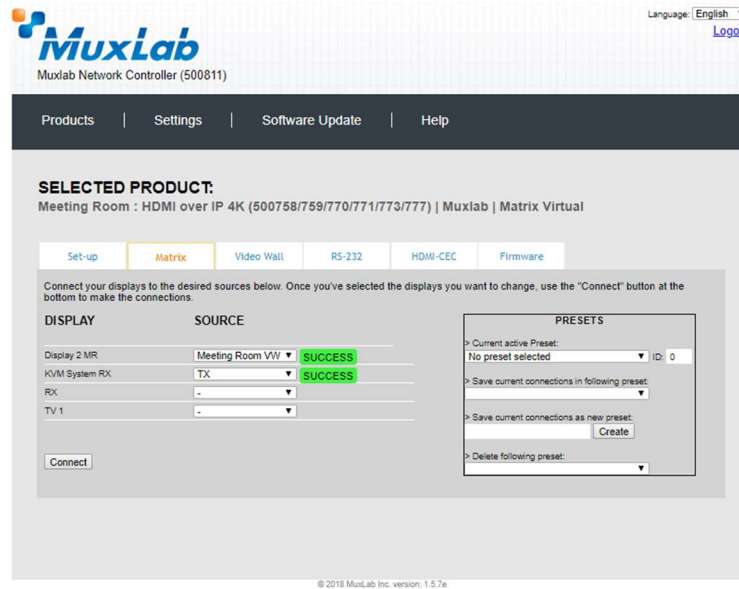 Language: English
Logo
MuxLab
Muxlab Network Controller (500811)
Products | Settings | Software Update | Help
SELECTED PRODUCT:
Meeting Room : HDMI over IP 4K (500758/759/770/771/773/777) | Muxlab | Matrix Virtual
Set-up Matrix Video Wall RS-232 HDMI-CEC Firmware
Connect your displays to the desired sources below. Once you've selected the displays you want to change, use the "Connect" button at the
bottom to make the connections.
DISPLAY SOURCE
Display 2 MR Meeting Room VW SUCCESS
KVM System RX TX SUCCESS
RX -
TV 1 -
Connect
PRESETS
> Current active Preset:
No preset selected ID: 0
> Save current connections in following preset:
> Save current connections as new preset:
Create
> Delete following preset:
© 2018 MuxLab Inc. version: 1.5.7e